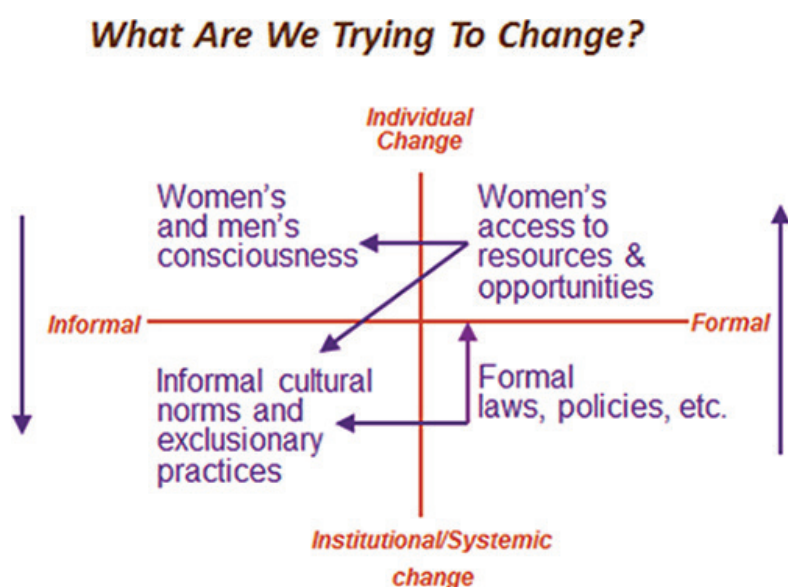 What Are We Trying To Change?
Individual
Change
Women's
and men's
consciousness
Women's
access to
resources &
opportunities
Informal
Formal
Informal cultural
norms and
exclusionary
practices
Formal
laws, policies, etc.
Institutional/Systemic
change